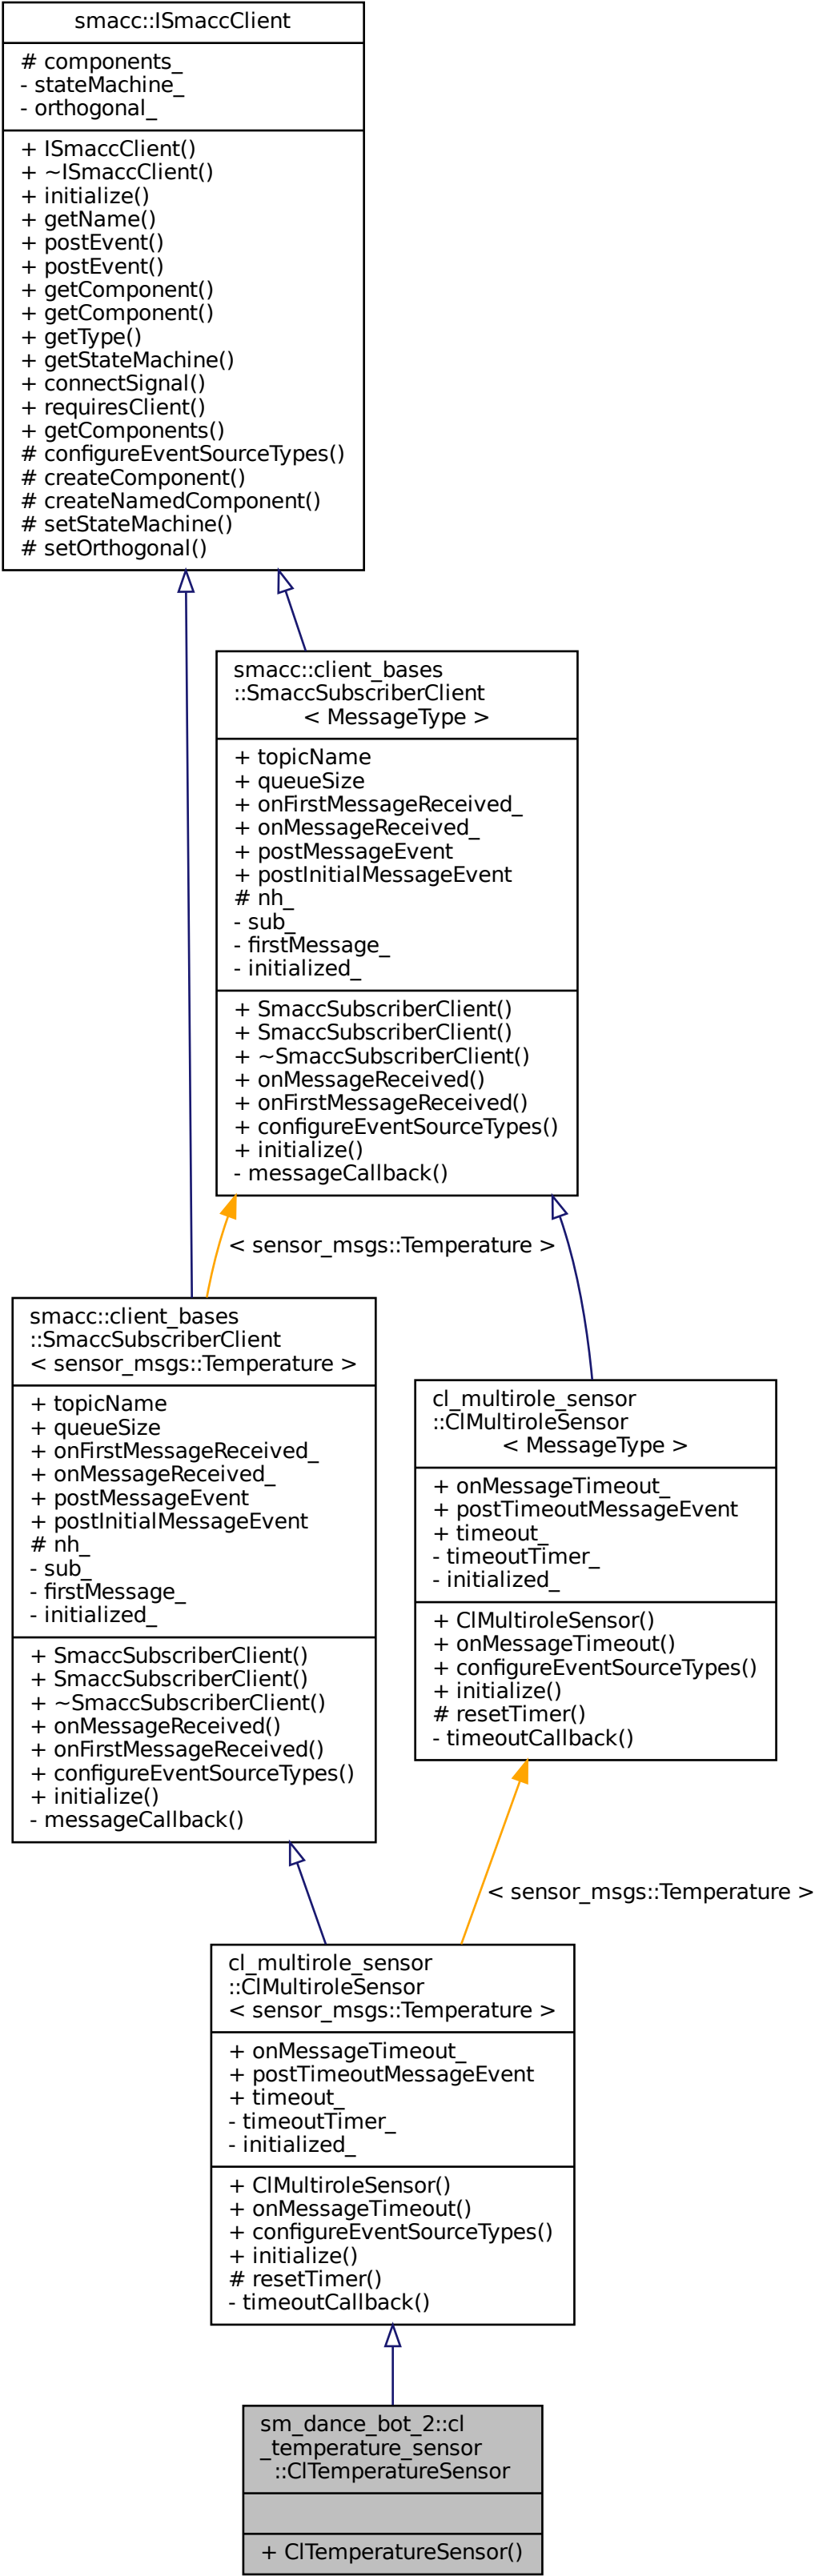 smacc::ISmaccClient
# components_
- stateMachine_
- orthogonal_
+ ISmaccClient()
+ ~ISmaccClient()
+ initialize()
+ getName()
+ postEvent()
+ postEvent()
+ getComponent()
+ getComponent()
+ getType()
+ getStateMachine()
+ connectSignal()
+ requiresClient()
+ getComponents()
# configureEventSourceTypes()
# createComponent()
# createNamedComponent()
# setStateMachine()
# setOrthogonal()
smacc::client_bases
::SmaccSubscriberClient
< MessageType >
+ topicName
+ queueSize
+ onFirstMessageReceived_
+ onMessageReceived_
+ postMessageEvent
+ postInitialMessageEvent
# nh_
- sub_
- firstMessage_
- initialized_
+ SmaccSubscriberClient()
+ SmaccSubscriberClient()
+ ~SmaccSubscriberClient()
+ onMessageReceived()
+ onFirstMessageReceived()
+ configureEventSourceTypes()
+ initialize()
- messageCallback()
< sensor_msgs::Temperature >
smacc::client_bases
::SmaccSubscriberClient
< sensor_msgs::Temperature >
+ topicName
+ queueSize
+ onFirstMessageReceived_
+ onMessageReceived_
+ postMessageEvent
+ postInitialMessageEvent
# nh_
- sub_
- firstMessage_
- initialized_
+ SmaccSubscriberClient()
+ SmaccSubscriberClient()
+ ~SmaccSubscriberClient()
+ onMessageReceived()
+ onFirstMessageReceived()
+ configureEventSourceTypes()
+ initialize()
- messageCallback()
cl_multirole_sensor
::ClMultiroleSensor
< MessageType >
+ onMessageTimeout_
+ postTimeoutMessageEvent
+ timeout_
- timeoutTimer_
- initialized_
+ ClMultiroleSensor()
+ onMessageTimeout()
+ configureEventSourceTypes()
+ initialize()
# resetTimer()
- timeoutCallback()
< sensor_msgs::Temperature >
cl_multirole_sensor
::ClMultiroleSensor
< sensor_msgs::Temperature >
+ onMessageTimeout_
+ postTimeoutMessageEvent
+ timeout_
- timeoutTimer_
- initialized_
+ ClMultiroleSensor()
+ onMessageTimeout()
+ configureEventSourceTypes()
+ initialize()
# resetTimer()
- timeoutCallback()
sm_dance_bot_2::cl
_temperature_sensor
::ClTemperatureSensor
+ ClTemperatureSensor()